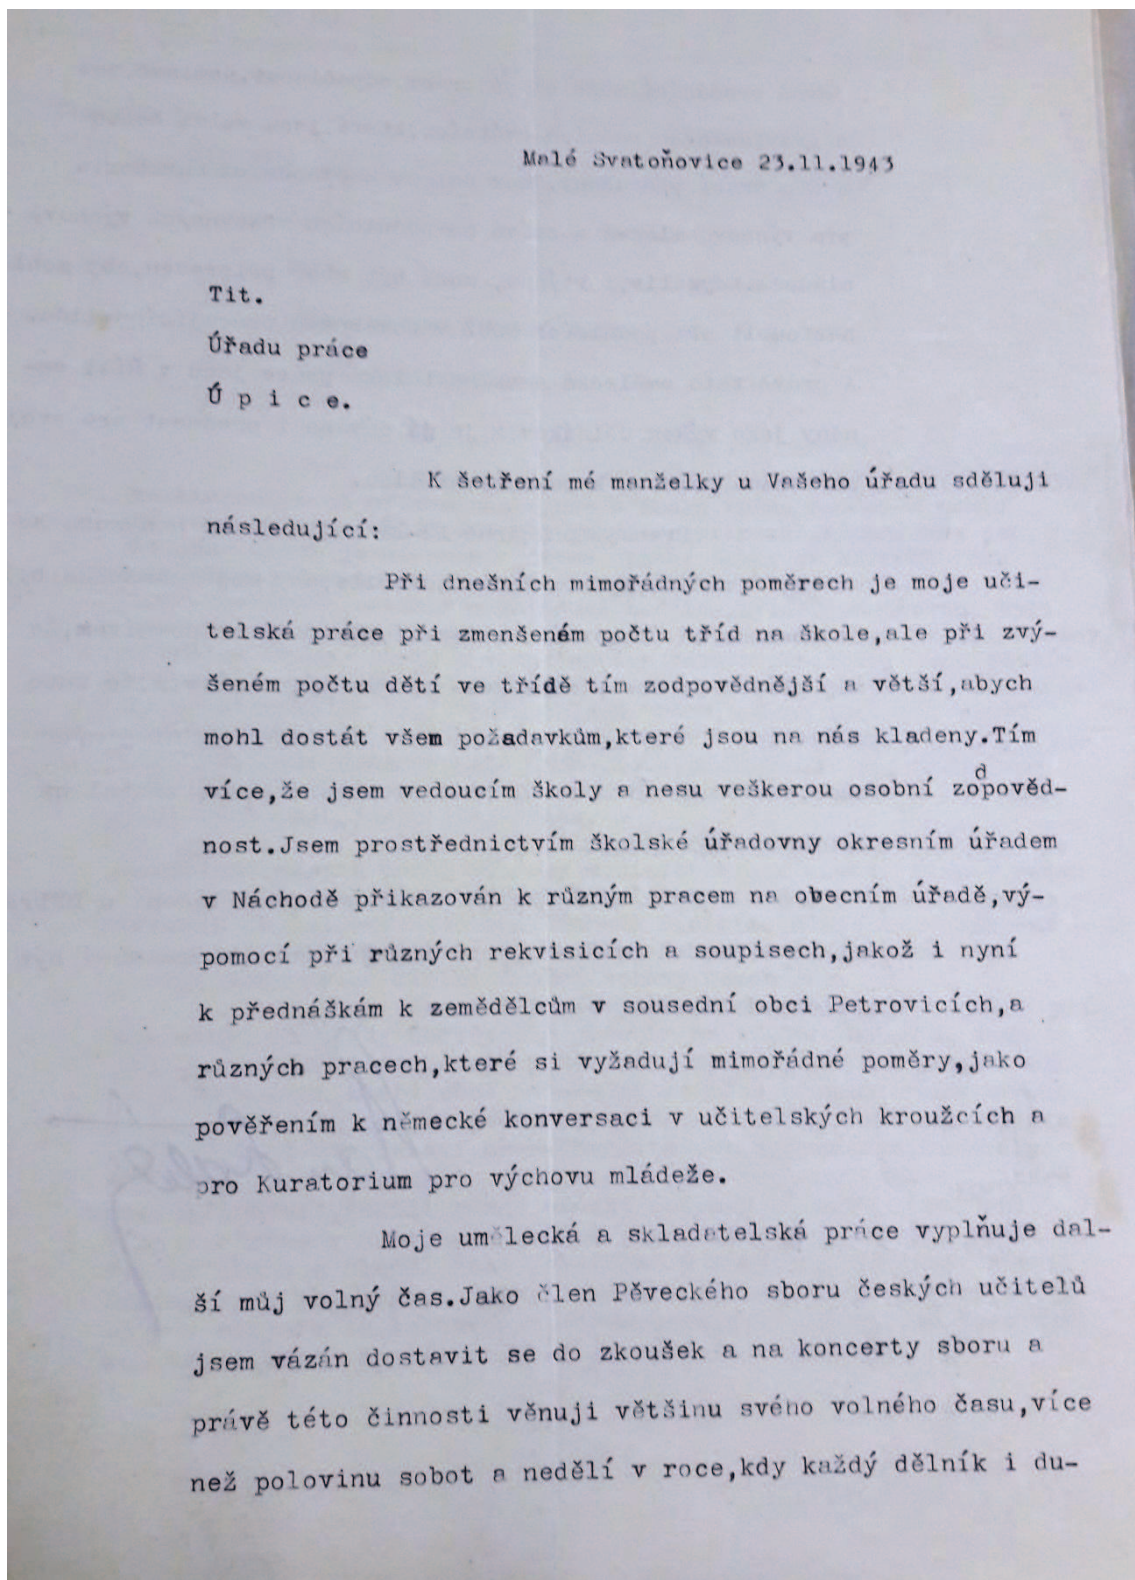 Malé Svatoňovice 23.11.1943
Tit.
Úřadu práce
Ú p i c e.
K šetření mé manželky u Vašeho úřadu sděluji
následující:
Při dnešních mimořádných poměrech je moje uči-
telská práce při zmenšeném počtu tříd na škole,ale při zvý-
šeném počtu dětí ve třídě tím zodpovědnější a větší,abych
mohl dostát všem požadavkům,které jsou na nás kladeny.Tím
více,že jsem vedoucím školy a nesu veškerou osobní zodpověd-
nost.Jsem prostřednictvím školské úřadovny okresním úřadem
v Náchodě přikazován k různým pracem na obecním úřadě,vý-
pomocí při různých rekvisicích a soupisech,jakož i nyní
k přednáškám k zemědělcům v sousední obci Petrovicích,a
různých pracech,které si vyžadují mimořádné poměry,jako
pověřením k německé konversaci v učitelských kroužcích a
pro Kuratorium pro výchovu mládeže.
Moje umělecká a skladatelská práce vyplňuje dal-
ší můj volný čas.Jako člen Pěveckého sboru českých učitelů
jsem vázán dostavit se do zkoušek a na koncerty sboru a
právě této činnosti věnuji většinu svého volného času,více
než polovinu sobot a nedělí v roce,kdy každý dělník i du-